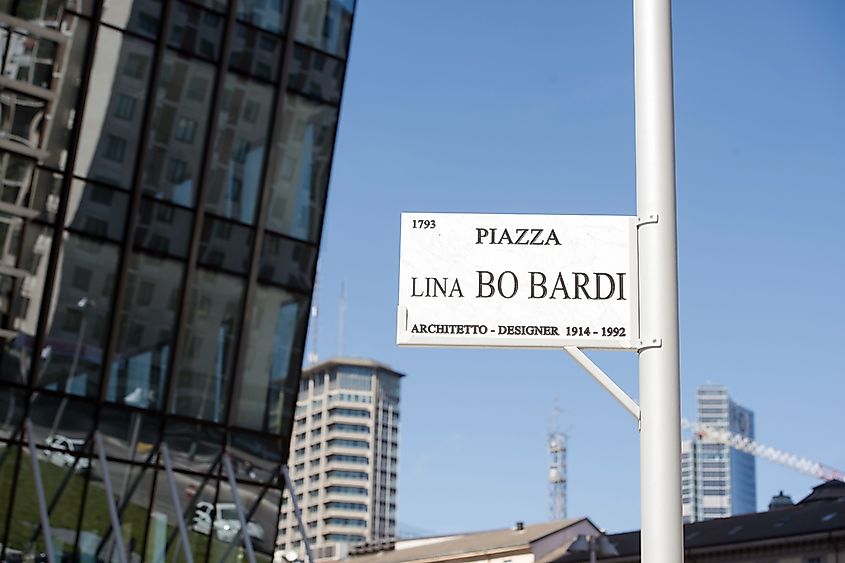 1793
PIAZZA
LINA BO BARDI
ARCHITETTO - DESIGNER 1914 - 1992